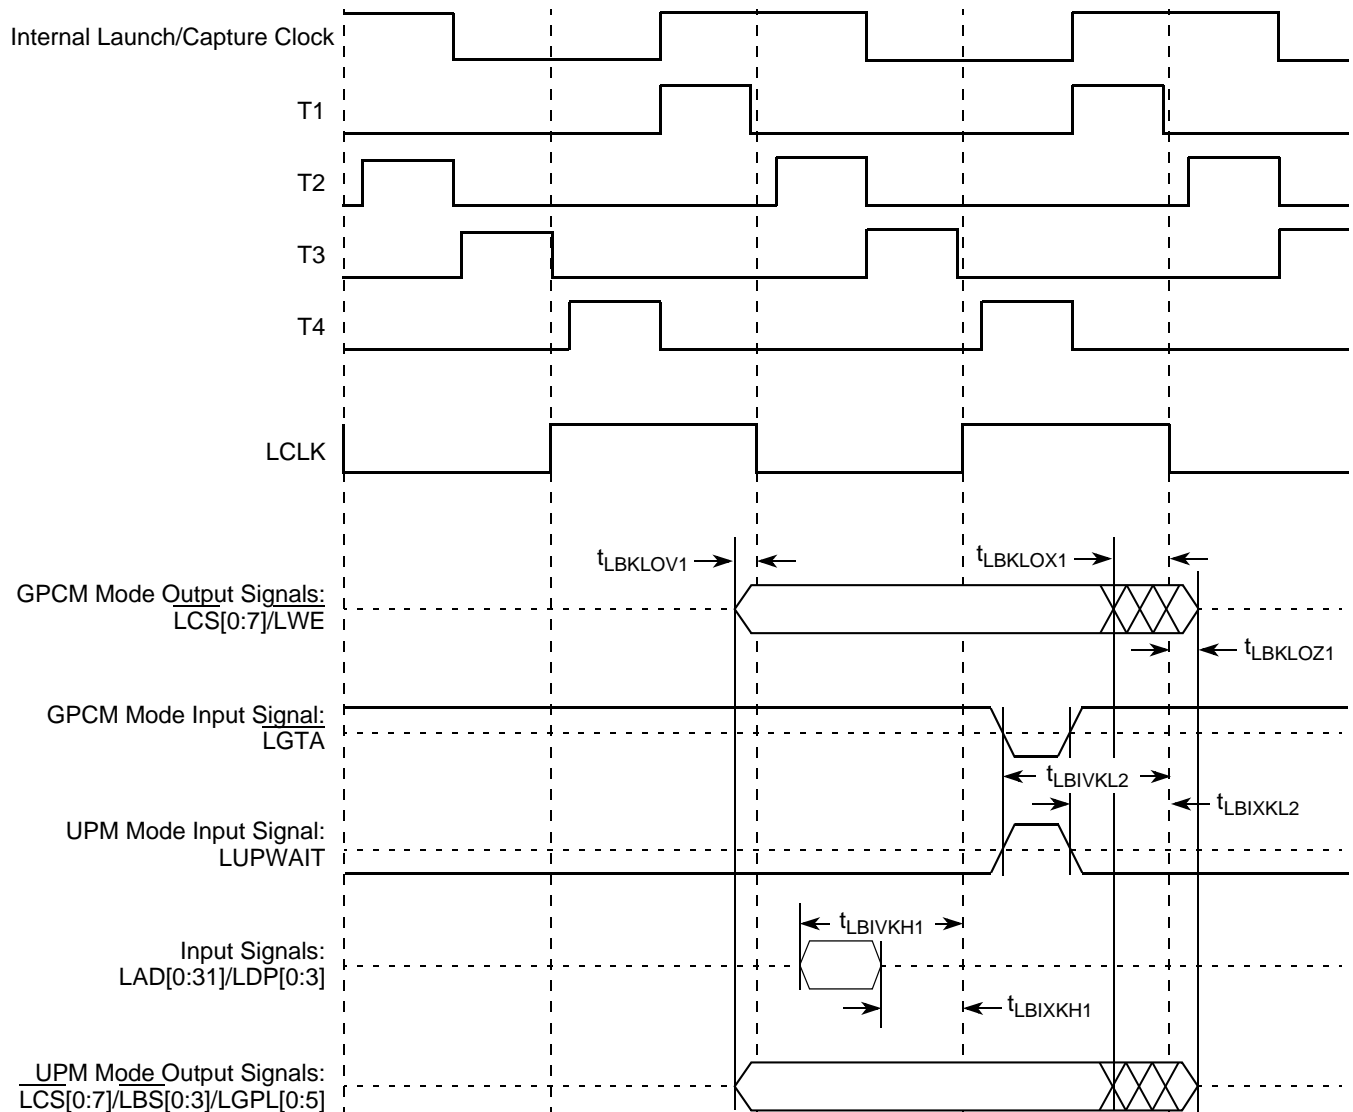 Internal Launch/Capture Clock
T1
T2
T3
T4
LCLK
tLBKLOV1
tLBKLOX1
GPCM Mode Output Signals:
LCS[0:7]/LWE
tLBKLOZ1
GPCM Mode Input Signal:
LGTA
tLBIVKL2
tLBIXKL2
UPM Mode Input Signal:
LUPWAIT
tLBIVKH1
Input Signals:
LAD[0:31]/LDP[0:3]
tLBIXKH1
UPM Mode Output Signals:
LCS[0:7]/LBS[0:3]/LGPL[0:5]